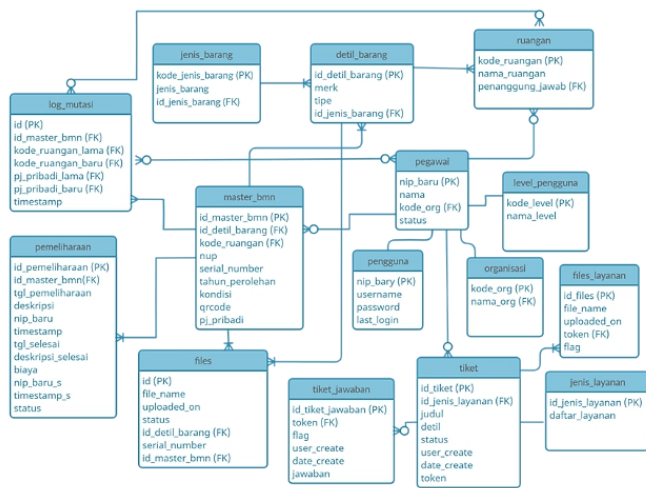 jenis_barang
kode_jenis_barang (PK)
jenis_barang
id_jenis_barang (FK)
detil_barang
id_detil_barang (PK)
merk
tipe
id_jenis_barang (FK)
ruangan
kode_ruangan (PK)
nama_ruangan
penanggung_jawab (FK)
log_mutasi
id (PK)
id_master_bmn (FK)
kode_ruangan_lama (FK)
kode_ruangan_baru (FK)
pj_pribadi_lama (FK)
pj_pribadi_baru (FK)
timestamp
pegawai
nip_baru (PK)
nama
kode_org (FK)
status
level_pengguna
kode_level (PK)
nama_level
master_bmn
id_master_bmn (PK)
id_detil_barang (FK)
kode_ruangan (FK)
nup
serial_number
tahun_perolehan
kondisi
qrcode
pj_pribadi
pemeliharaan
id_pemeliharaan (PK)
id_master_bmn(FK)
tgl_pemeliharaan
deskripsi
nip_baru
timestamp
tgl_selesai
deskripsi_selesai
biaya
nip_baru_s
timestamp_s
status
pengguna
nip_bary (PK)
username
password
last_login
organisasi
kode_org (PK)
nama_org (FK)
files_layanan
id_files (PK)
file_name
uploaded_on
token (FK)
flag
files
id (PK)
file_name
uploaded_on
status
id_detil_barang (FK)
serial_number
id_master_bmn (FK)
tiket_jawaban
id_tiket_jawaban (PK)
token (FK)
flag
user_create
date_create
jawaban
tiket
id_tiket (PK)
id_jenis_layanan (FK)
judul
detil
status
user_create
date_create
token
jenis_layanan
id_jenis_layanan (PK)
daftar_layanan